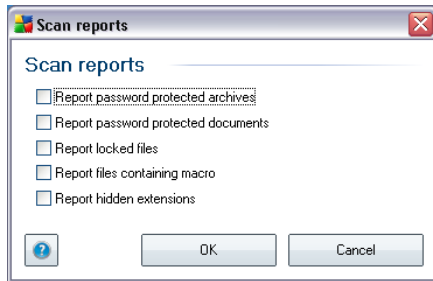 Scan reports
Scan reports
Report password protected archives
Report password protected documents
Report locked files
Report files containing macro
Report hidden extensions
?
OK
Cancel